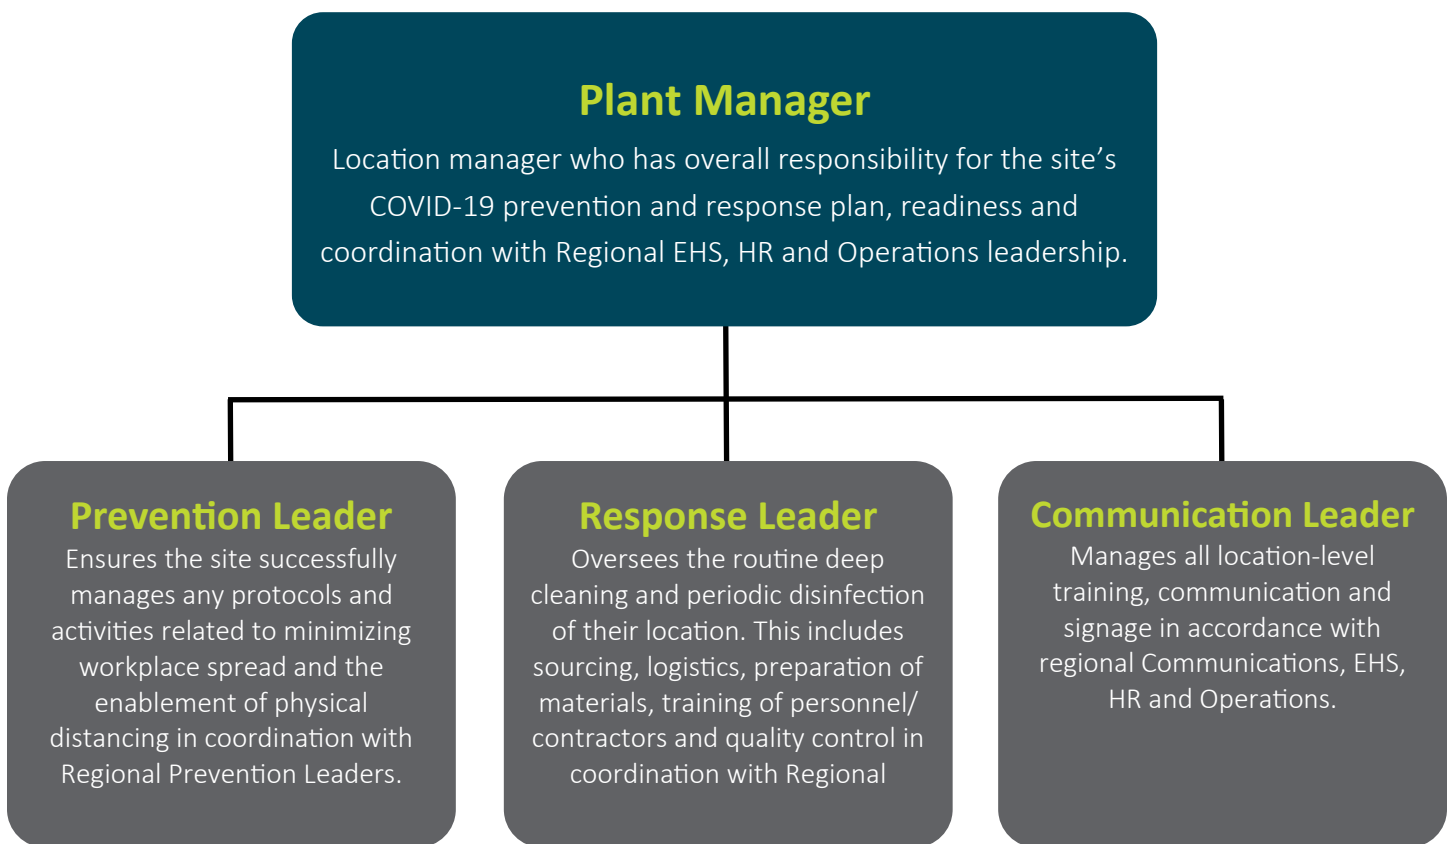 Plant Manager
Location manager who has overall responsibility for the site’s
COVID-19 prevention and response plan, readiness and
coordination with Regional EHS, HR and Operations leadership.
Prevention Leader
Ensures the site successfully
manages any protocols and
activities related to minimizing
workplace spread and the
enablement of physical
distancing in coordination with
Regional Prevention Leaders.
Response Leader
Oversees the routine deep
cleaning and periodic disinfection
of their location. This includes
sourcing, logistics, preparation of
materials, training of personnel/
contractors and quality control in
coordination with Regional
Communication Leader
Manages all location-level
training, communication and
signage in accordance with
regional Communications, EHS,
HR and Operations.